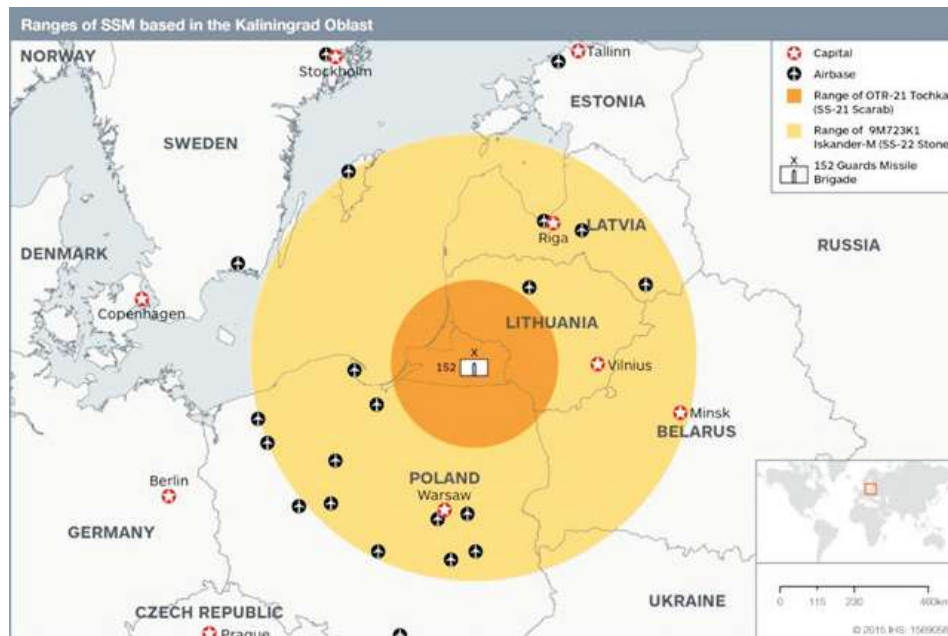 Ranges of SSM based in the Kaliningrad Oblast
NORWAY
Stockholm
Tallinn
ESTONIA
SWEDEN
Capital
Airbase
Range of OTR-21 Tochka
(SS-21 Scarab)
Range of 9M723K1
Iskander-M (SS-22 Stone
X
152 Guards Missile
Brigade
Riga
LATVIA
RUSSIA
DENMARK
Copenhagen
LITHUANIA
X
152
Vilnius
Minsk
BELARUS
Berlin
POLAND
Warsaw
GERMANY
CZECH REPUBLIC
Prague
UKRAINE
0 115 230 460km
© 2015 IHS: